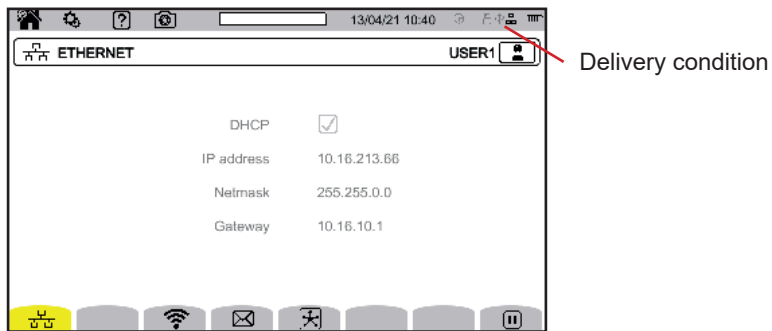 13/04/21 10:40
ETHERNET
USER1
Delivery condition
DHCP
IP address 10.16.213.66
Netmask 255.255.0.0
Gateway 10.16.10.1